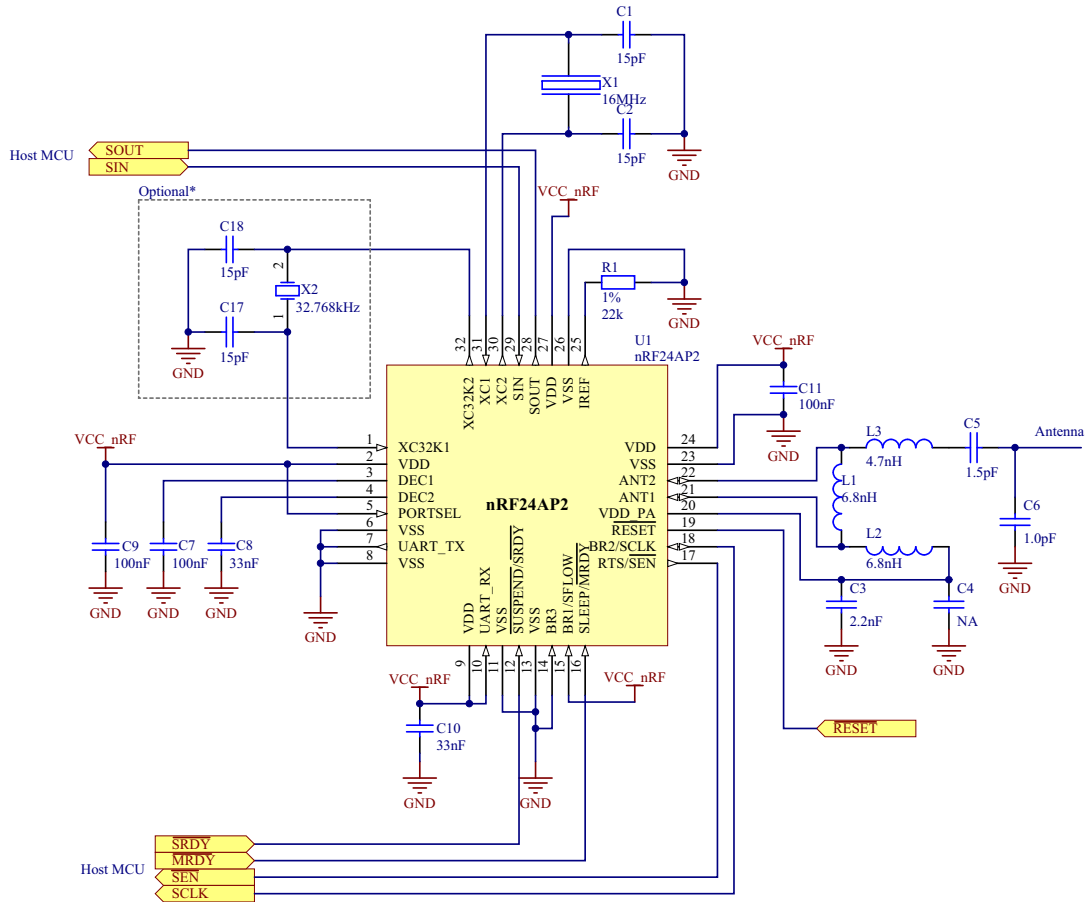 C1
15pF
X1
16MHz
C2
15pF
GND
Host MCU
SOUT
SIN
Optional*
VCC_nRF
C18
15pF
2
X2
32.768kHz
1
C17
15pF
GND
R1
1%
22k
GND
U1
nRF24AP2
32
31
30
29
28
27
26
25
XC32K2
XC1
XC2
SIN
SOUT
VDD
VSS
IREF
VCC_nRF
C11
100nF
GND
VCC_nRF
1
XC32K1
2
VDD
3
DEC1
4
DEC2
5
PORTSEL
6
VSS
7
UART_TX
8
VSS
nRF24AP2
VDD
24
VSS
23
ANT2
22
ANT1
21
VDD_PA
20
RESET
19
BR2/SCLK
18
RTS/SEN
17
L3
4.7nH
C5
1.5pF
Antenna
L1
6.8nH
L2
6.8nH
C6
1.0pF
GND
C9
100nF
GND
C7
100nF
GND
C8
33nF
GND
GND
C3
2.2nF
GND
C4
NA
GND
VDD
UART_RX
VSS
SUSPEND/SRDY
VSS
BR3
BR1/SFLOW
SLEEP/MRDY
9
10
11
12
13
14
15
16
VCC_nRF
VCC_nRF
C10
33nF
GND
GND
RESET
Host MCU
SRDY
MRDY
SEN
SCLK